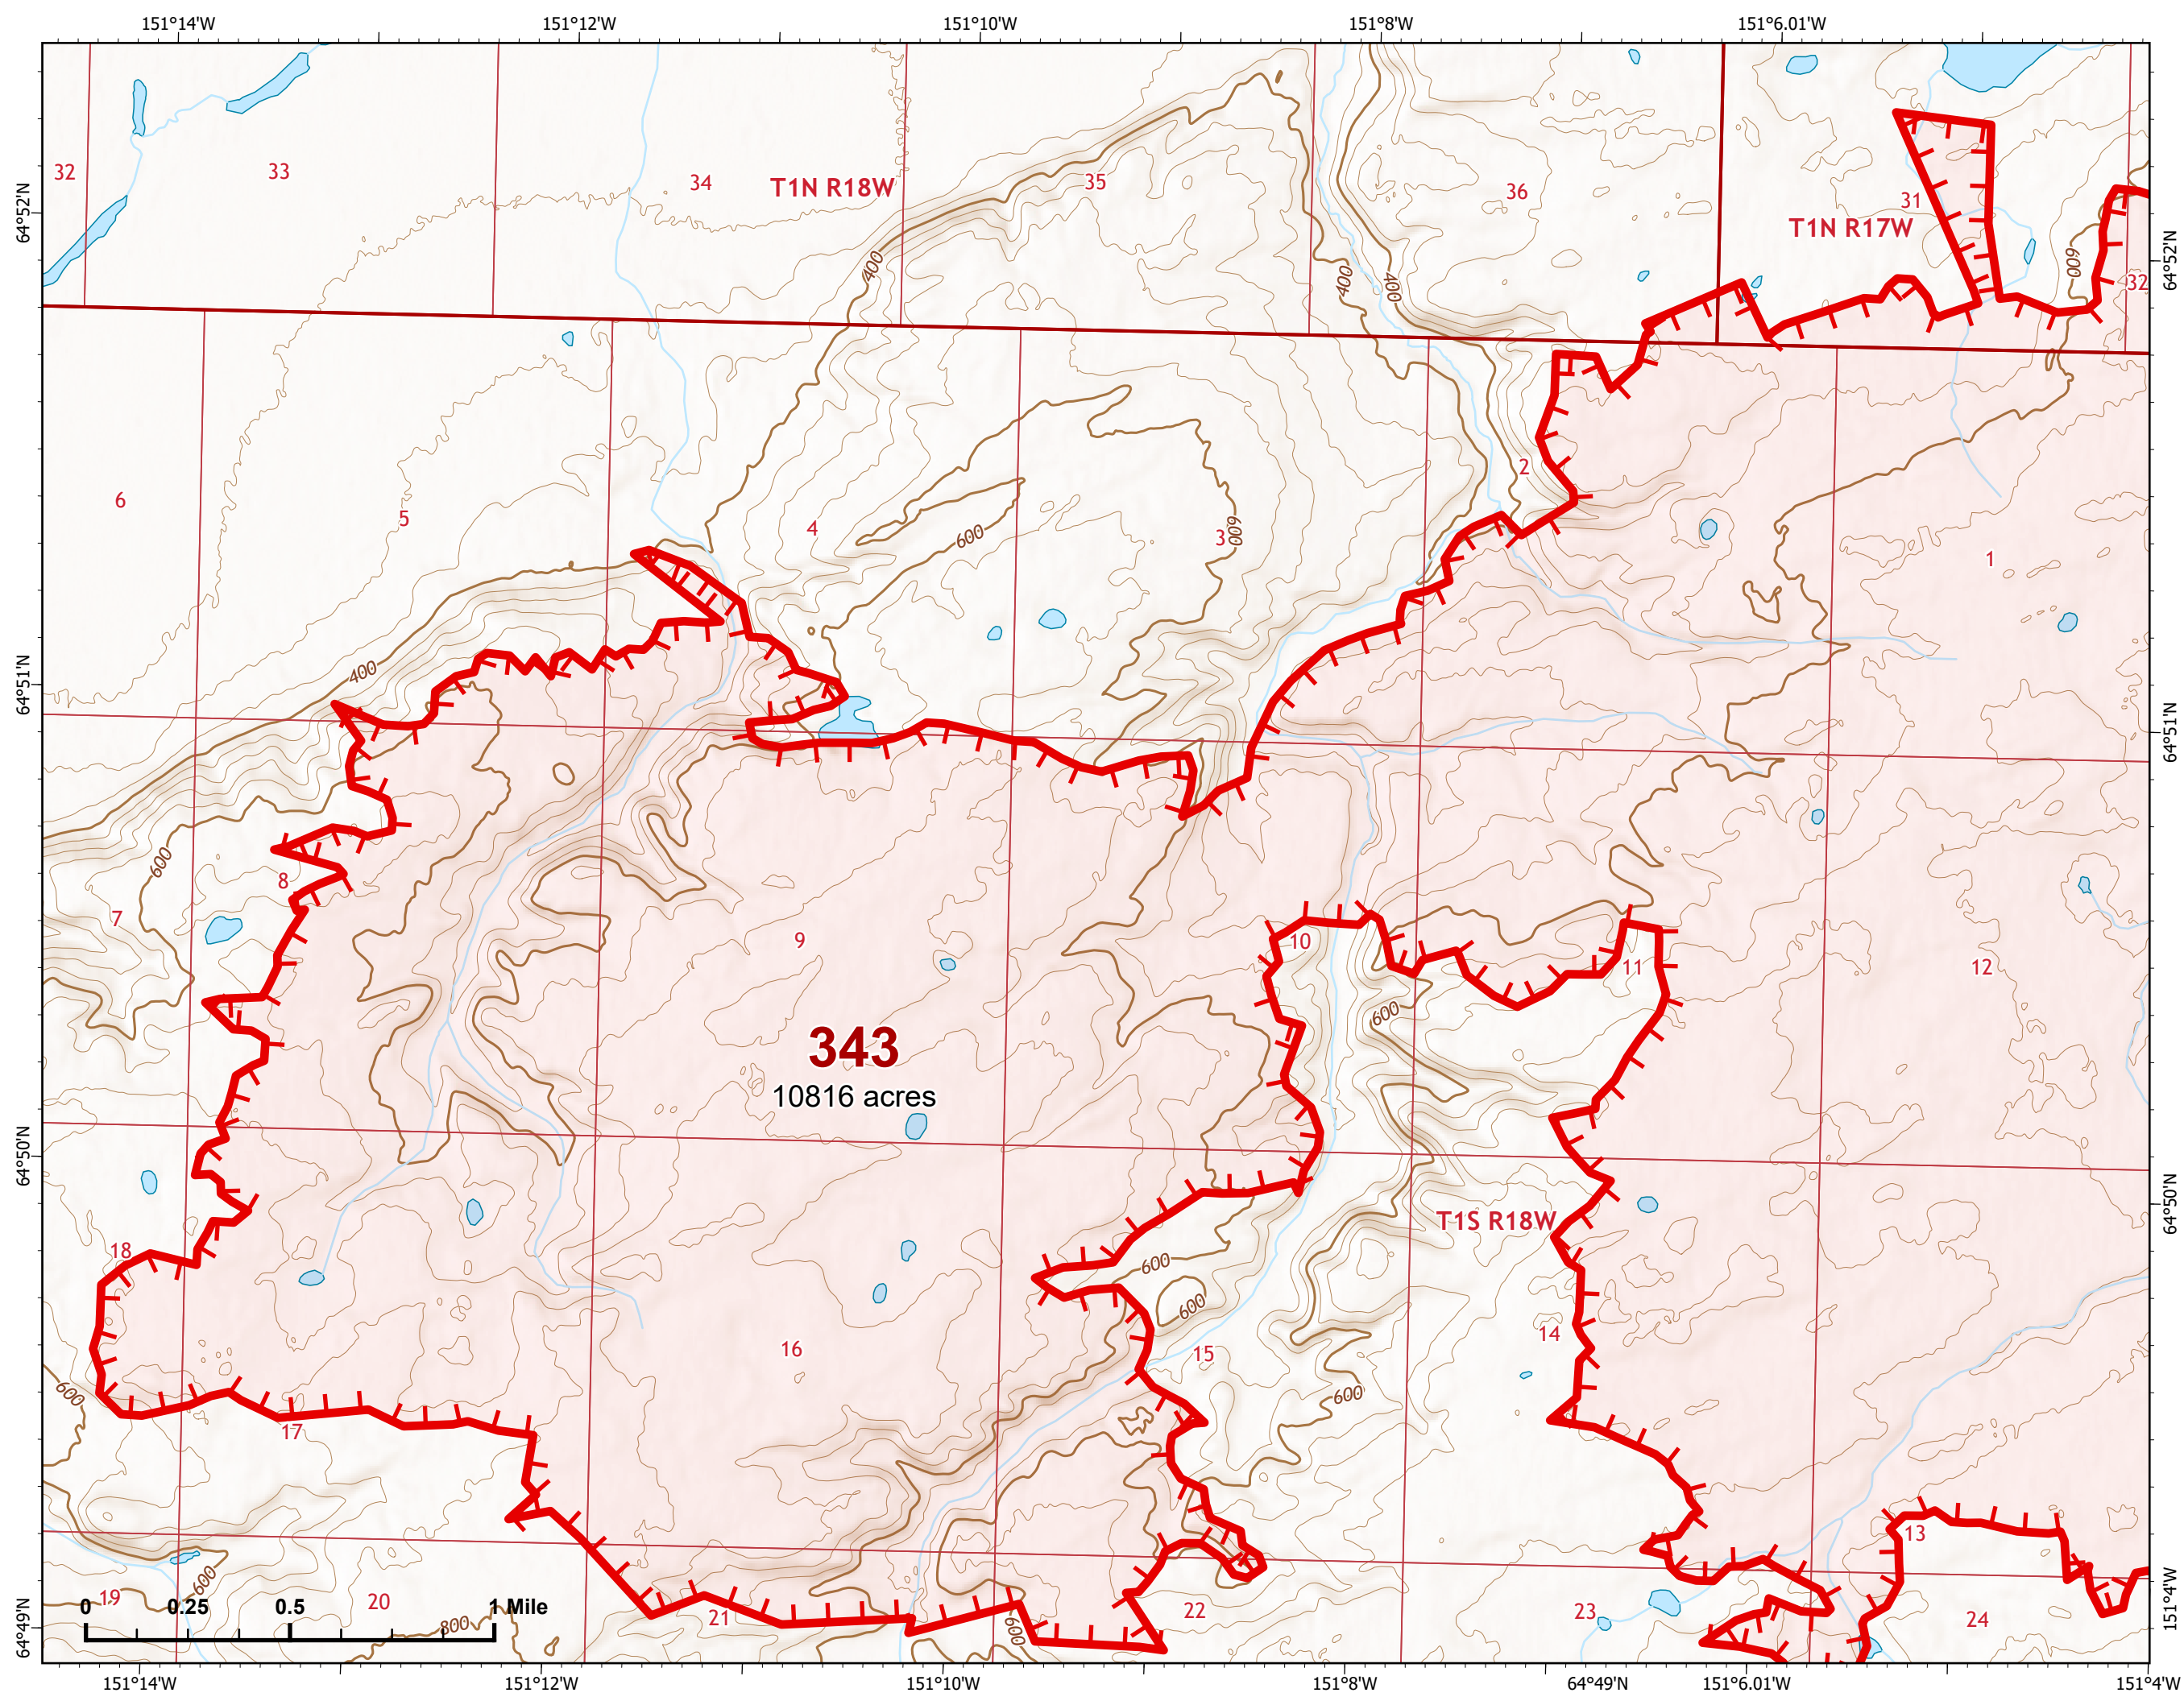 151°14'W 151°12'W 151°10'W 151°8'W 151°6.01'W
32 33 34 T1N R18W 35 36 31
64°52'N
T1N R17W
64°52'N
400 400 400 600
32
6 5 4 600 3 600 2
1
64°51'N
400
64°51'N
600
8
7 9 10 11 12
600
343
10816 acres
64°50'N
T1S R18W
64°50'N
18
600
600
14
16 15
600 600
17
13
600
19 20 21 22 23 24
0 0.25 0.5 1 Mile
800 600
64°49'N
151°4'W
151°14'W 151°12'W 151°10'W 151°8'W 64°49'N 151°6.01'W 151°4'W